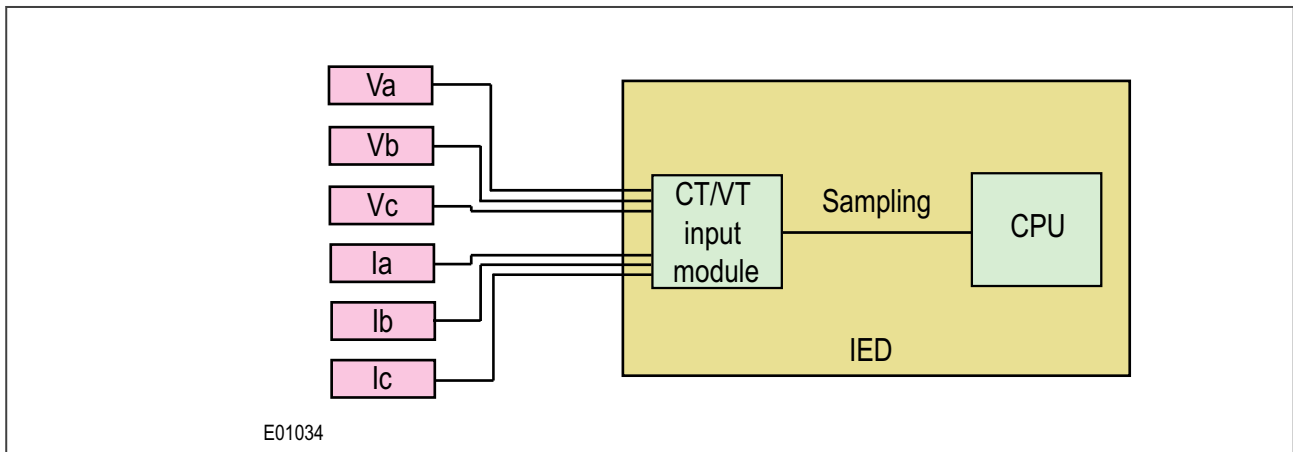 Va
Vb
Vc
Ia
Ib
Ic
CT/VT
input
module
Sampling
CPU
IED
E01034